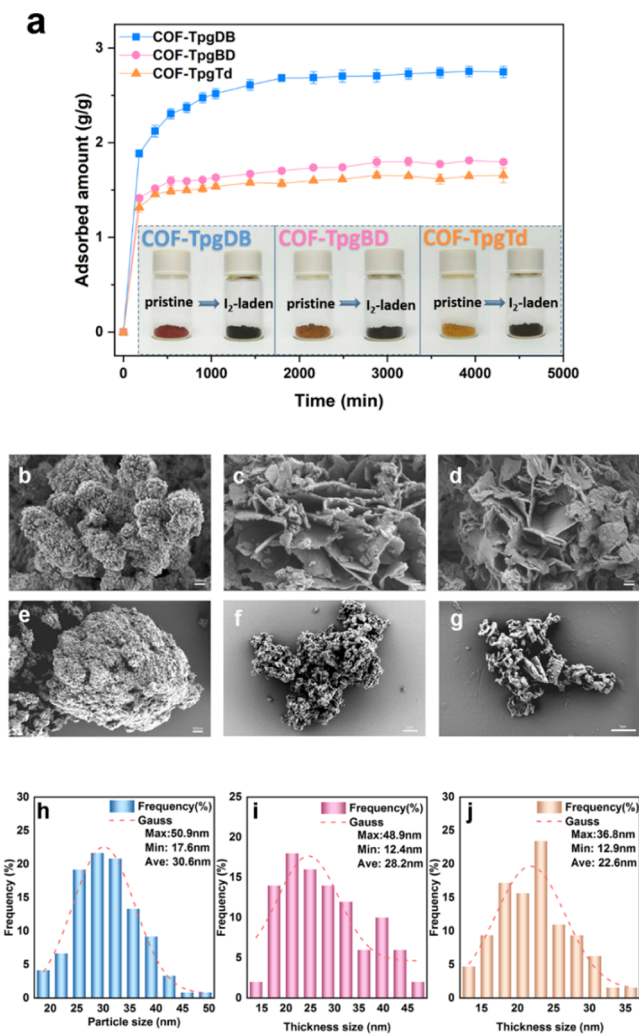 a
COF-TpgDB
COF-TpgBD
COF-TpgTd
Adsorbed amount (g/g)
3
2
1
0
COF-TpgDB
COF-TpgBD
COF-TpgTd
pristine
I₂-laden
pristine
I₂-laden
pristine
I₂-laden
0 1000 2000 3000 4000 5000
Time (min)
b
c
d
e
f
g
h
Frequency(%)
Gauss
Max:50.9nm
Min: 17.6nm
Ave: 30.6nm
Frequency (%)
30
20
10
0
20 25 30 35 40 45 50
Particle size (nm)
i
Frequency(%)
Gauss
Max:48.9nm
Min: 12.4nm
Ave: 28.2nm
Frequency (%)
25
20
15
10
5
0
15 20 25 30 35 40 45
Thickness size (nm)
j
Frequency(%)
Gauss
Max:36.8nm
Min: 12.9nm
Ave: 22.6nm
Frequency (%)
30
25
20
15
10
5
0
15 20 25 30 35
Thickness size (nm)